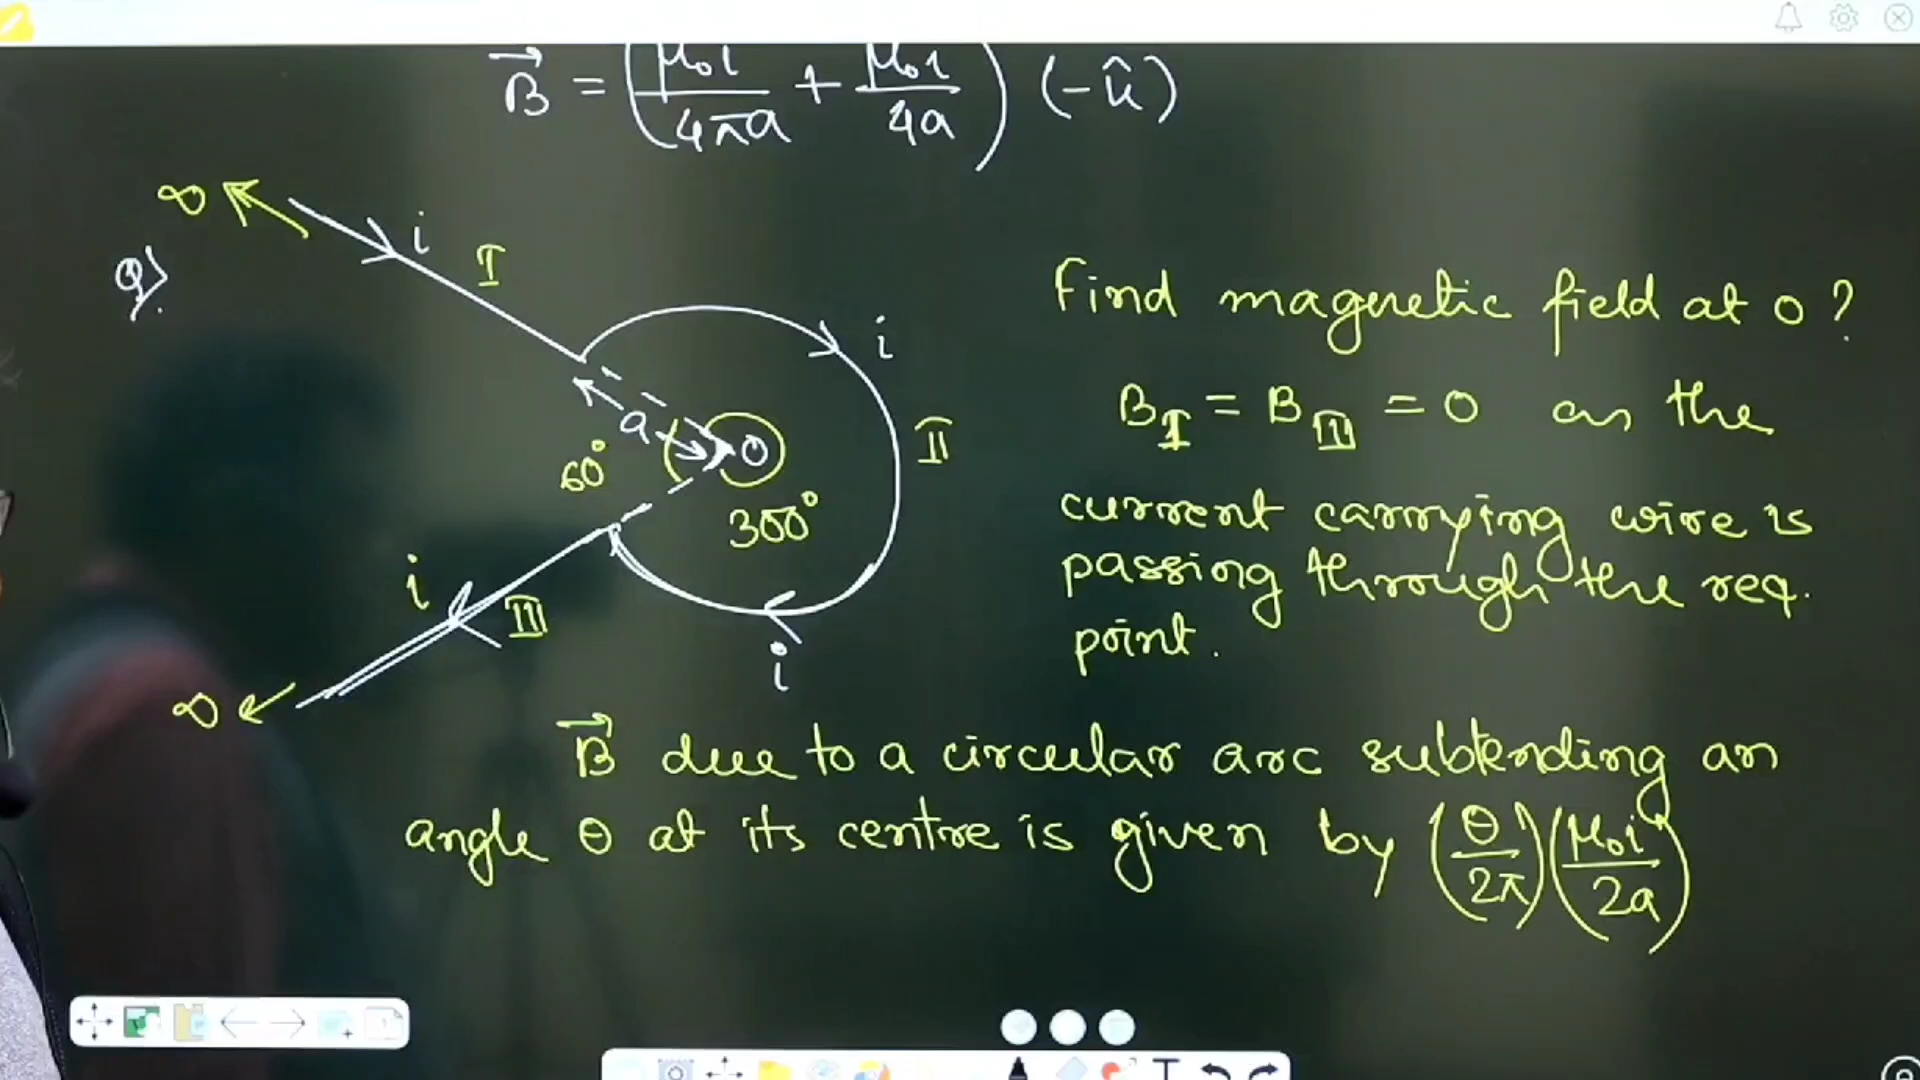 B⃗ = (μ₀i/4πa + μ₀i/4a) (-k̂)
∞
i
I
Q)
i
Find magnetic field at O ?
B_I = B_III = 0 as the
II
a
O
60°
300°
current carrying wire is
passing through the req.
point.
i
III
i
∞
B⃗ due to a circular arc subtending an
angle θ at its centre is given by (θ/2π)(μ₀i/2a)